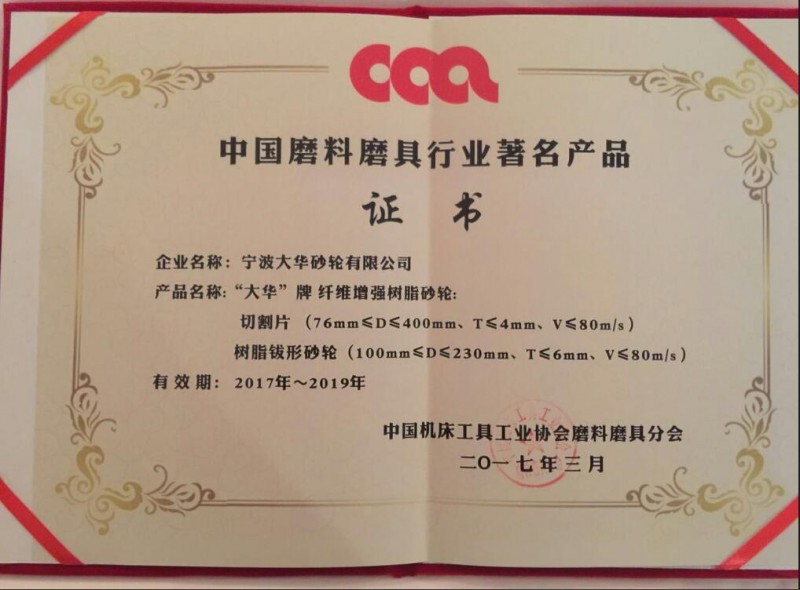 中国磨料磨具行业著名产品
证书
企业名称：宁波大华砂轮有限公司
产品名称：“大华”牌 纤维增强树脂砂轮：
切割片（76mm≤D≤400mm、T≤4mm、V≤80m/s）
树脂钹形砂轮（100mm≤D≤230mm、T≤6mm、V≤80m/s）
有效期：2017年～2019年
中国机床工具工业协会磨料磨具分会
二〇一七年三月